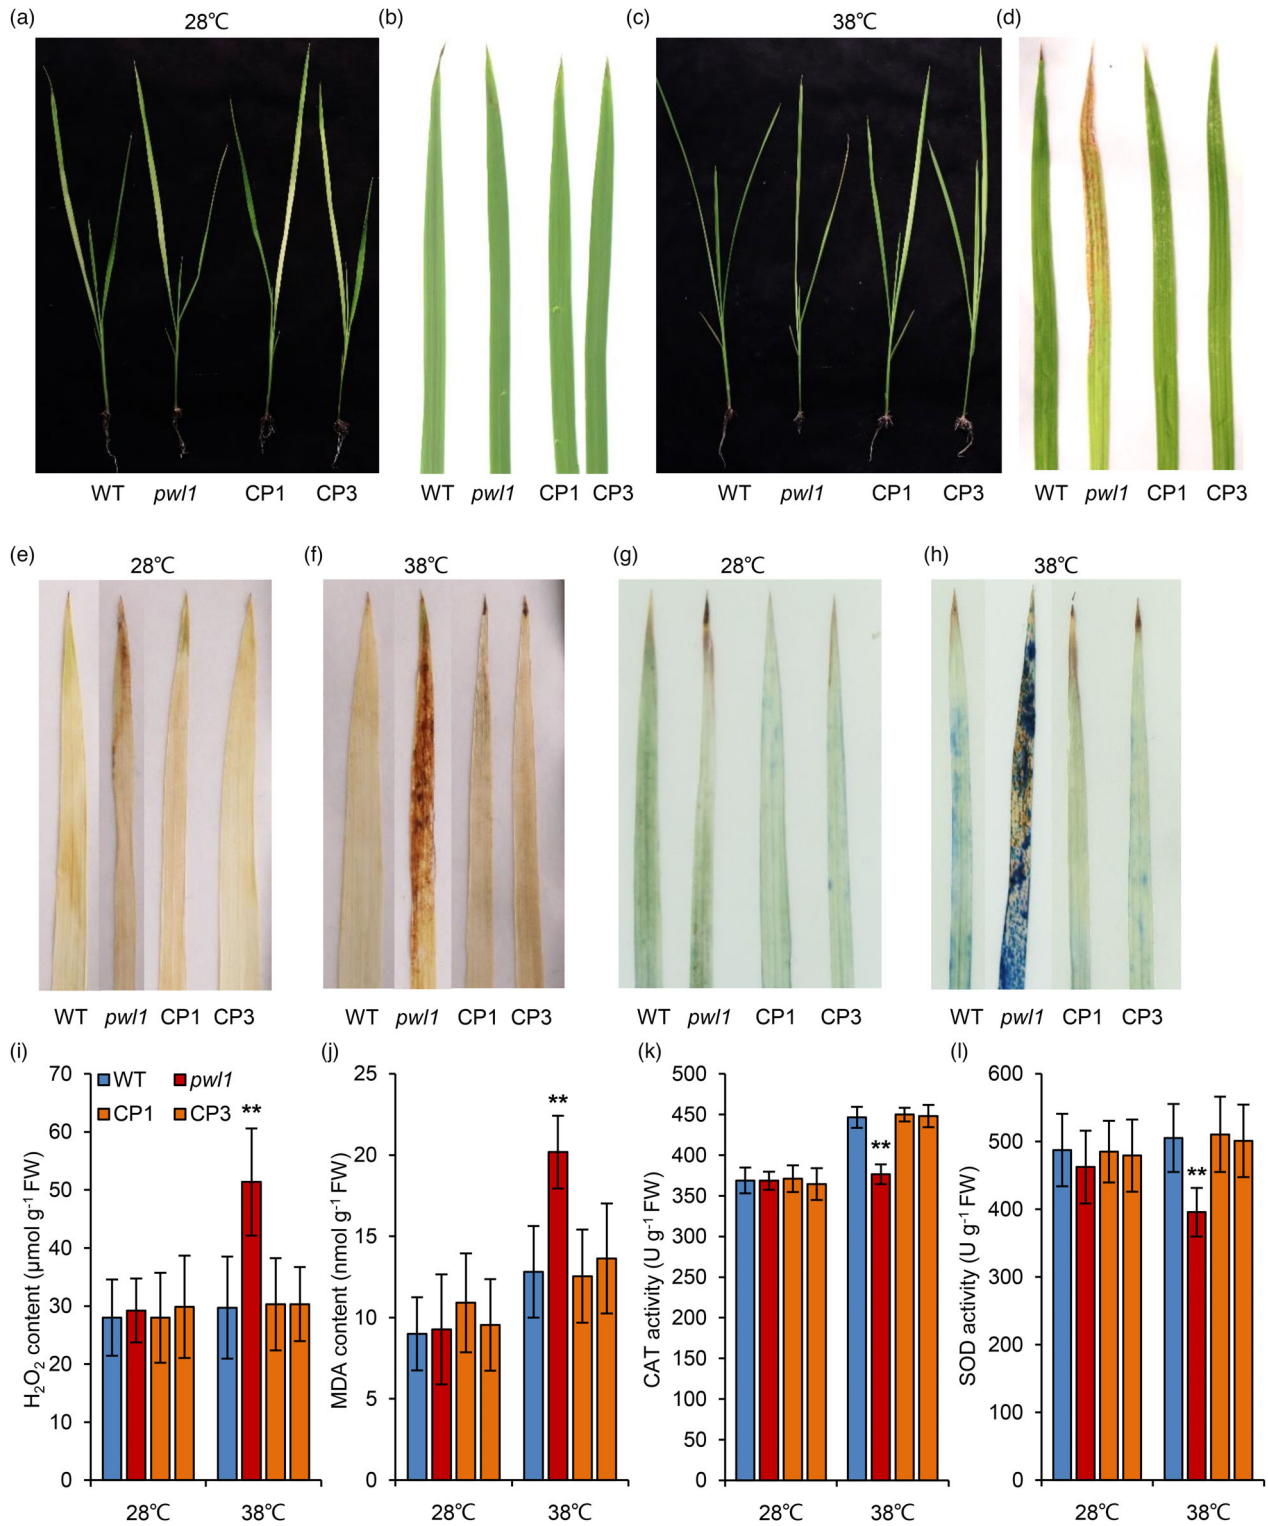 (a) 28℃ (b) (c) 38℃ (d)
WT pwl1 CP1 CP3 WT pwl1 CP1 CP3 WT pwl1 CP1 CP3 WT pwl1 CP1 CP3
(e) 28℃ (f) 38℃ (g) 28℃ (h) 38℃
WT pwl1 CP1 CP3 WT pwl1 CP1 CP3 WT pwl1 CP1 CP3 WT pwl1 CP1 CP3
(i)
H₂O₂ content (µmol g⁻¹ FW)
70
60
50
40
30
20
10
0
WT pwl1
CP1 CP3
**
28℃ 38℃
(j)
MDA content (nmol g⁻¹ FW)
25
20
15
10
5
0
**
28℃ 38℃
(k)
CAT activity (U g⁻¹ FW)
500
450
400
350
300
250
200
150
100
50
0
**
28℃ 38℃
(l)
SOD activity (U g⁻¹ FW)
600
500
400
300
200
100
0
**
28℃ 38℃